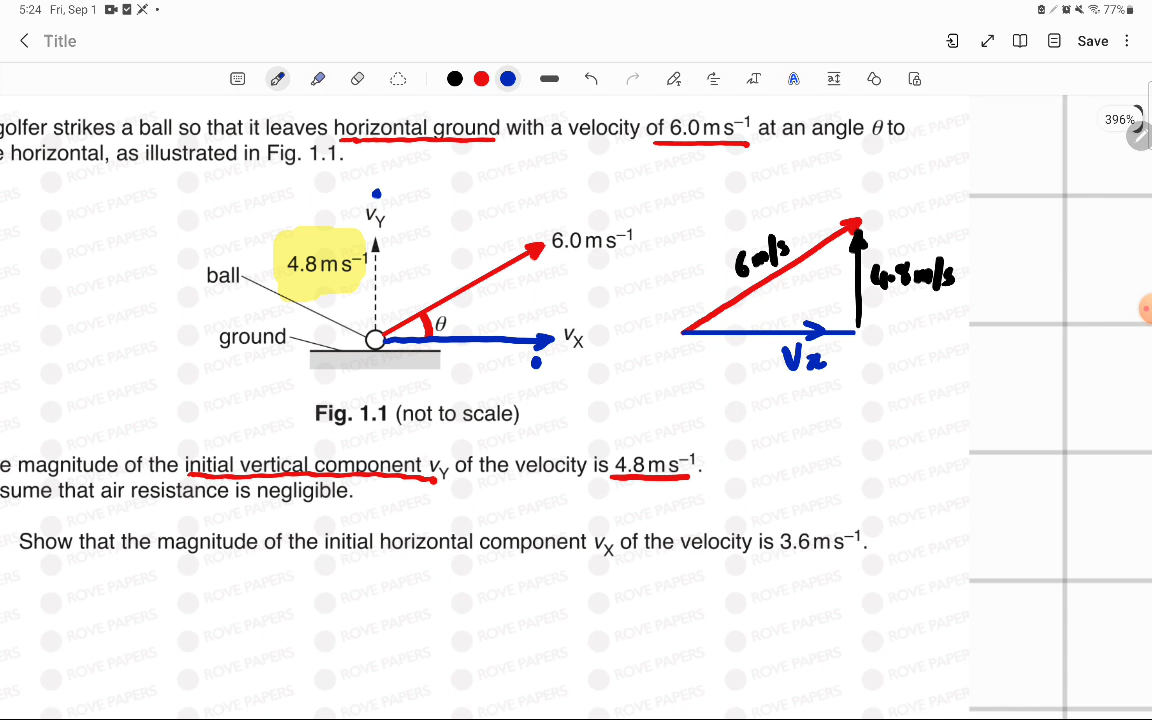 5:24 Fri, Sep 1
77%
Title
Save
396%
golfer strikes a ball so that it leaves horizontal ground with a velocity of 6.0 m s⁻¹ at an angle θ to
e horizontal, as illustrated in Fig. 1.1.
vY
6.0 m s⁻¹
4.8 m s⁻¹
ball
θ
ground
vX
6 m/s
4.8 m/s
Vx
Fig. 1.1 (not to scale)
e magnitude of the initial vertical component vY of the velocity is 4.8 m s⁻¹.
sume that air resistance is negligible.
Show that the magnitude of the initial horizontal component vX of the velocity is 3.6 m s⁻¹.
ROVE PAPERS